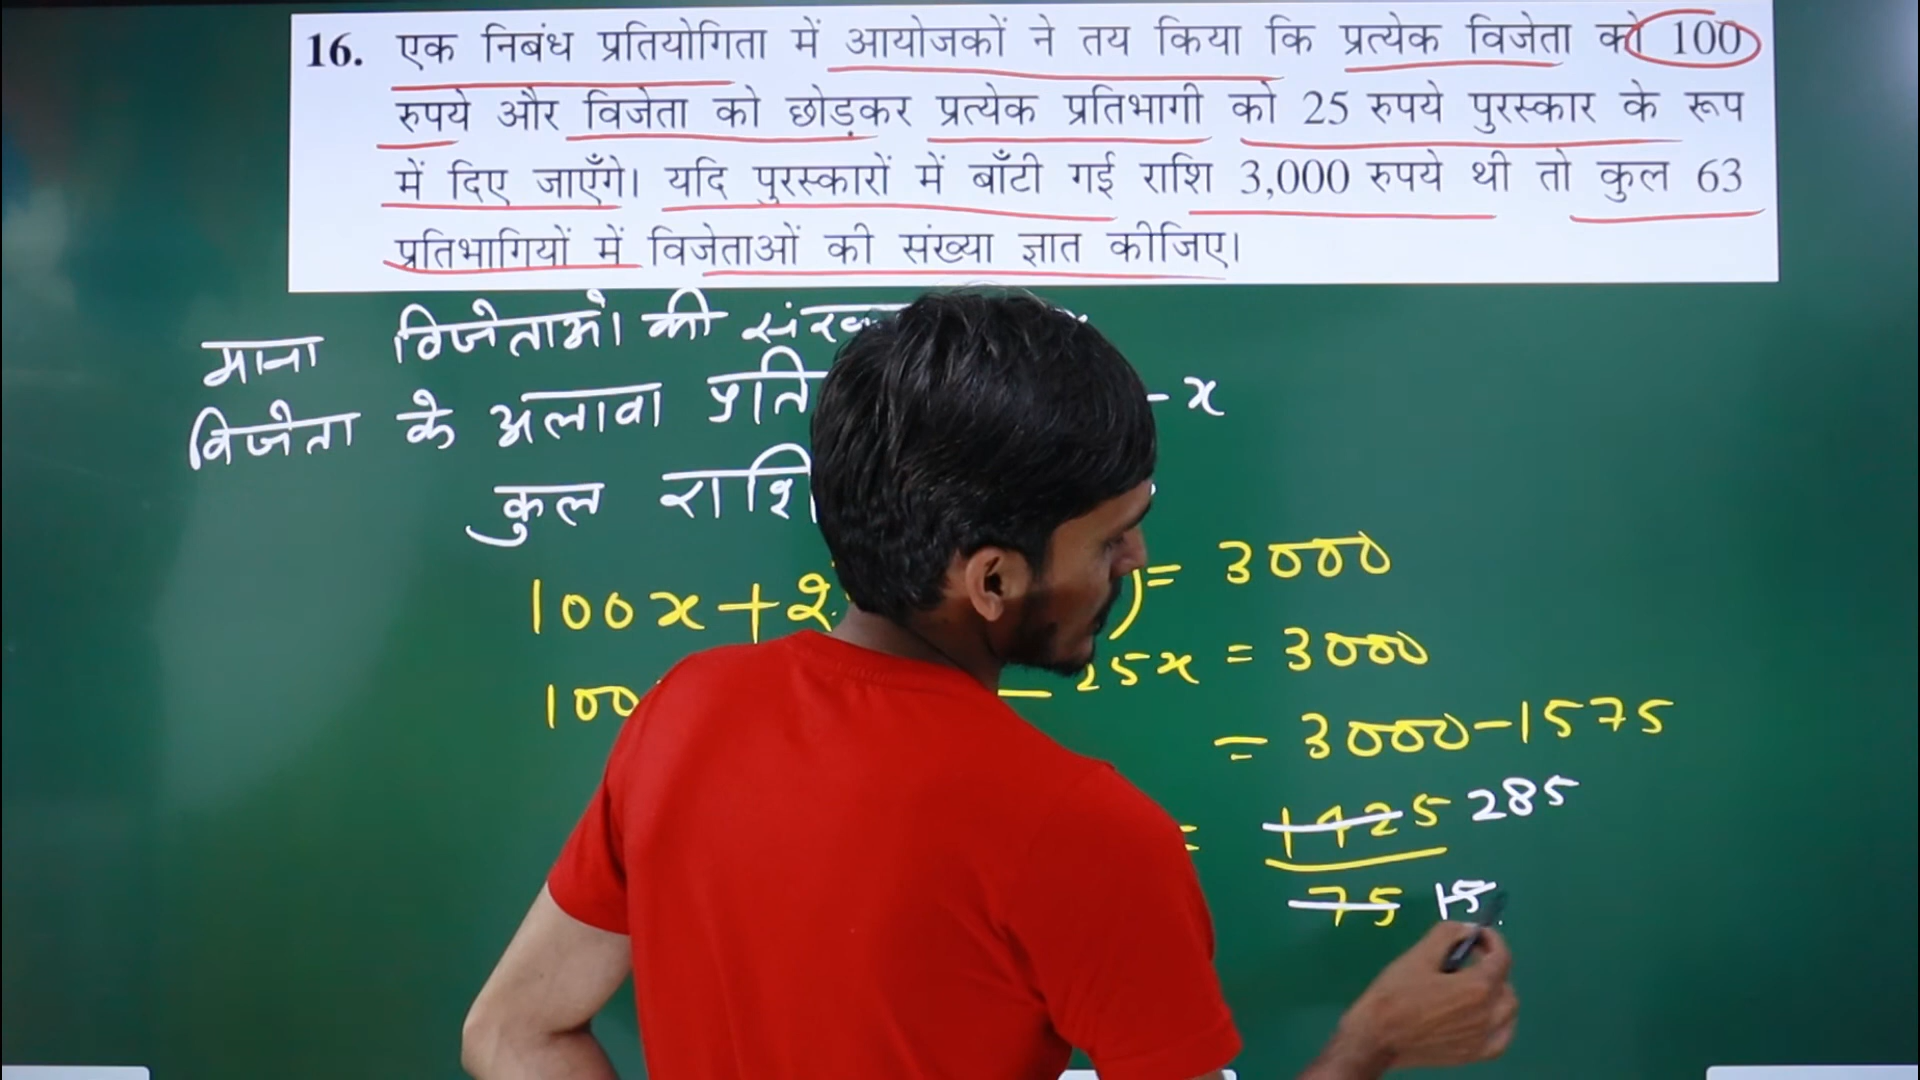 16. एक निबंध प्रतियोगिता में आयोजकों ने तय किया कि प्रत्येक विजेता को 100
रुपये और विजेता को छोड़कर प्रत्येक प्रतिभागी को 25 रुपये पुरस्कार के रूप
में दिए जाएँगे। यदि पुरस्कारों में बाँटी गई राशि 3,000 रुपये थी तो कुल 63
प्रतिभागियों में विजेताओं की संख्या ज्ञात कीजिए।
माना विजेताओं की
विजेता के अलावा - x
कुल राशि
100x + 2 ) = 3000
100 - 25x = 3000
= 3000 - 1575
= 1425 285
75 15